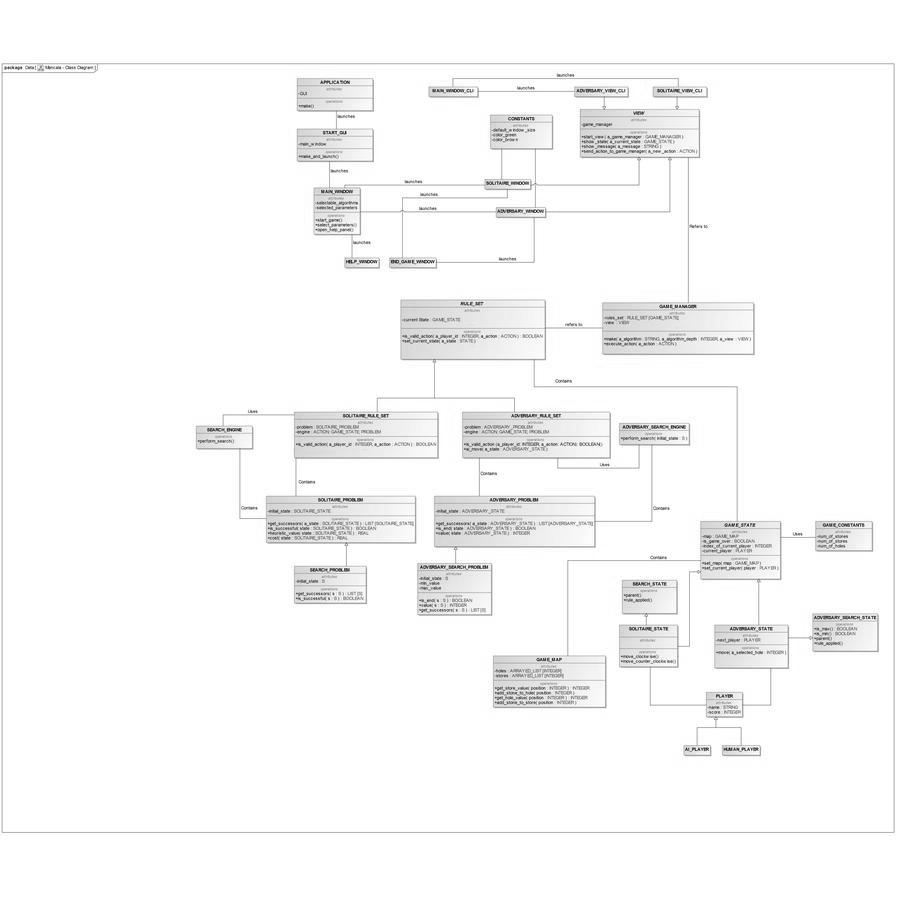 package Data [ Mancala - Class Diagram ]
APPLICATION
attributes
-GUI
operations
+make()
launches
START_GUI
attributes
-main_window
operations
+make_and_launch()
launches
MAIN_WINDOW
attributes
-selectable_algorithms
-selected_parameters
operations
+start_game()
+select_parameters()
+open_help_panel()
launches
HELP_WINDOW
END_GAME_WINDOW
launches
launches
MAIN_WINDOW_CLI
launches
ADVERSARY_VIEW_CLI
SOLITAIRE_VIEW_CLI
CONSTANTS
attributes
-default_window_size
-color_green
-color_brown
VIEW
attributes
-game_manager
operations
+start_view( a_game_manager : GAME_MANAGER )
+show_state( a_current_state : GAME_STATE )
+show_message( a_message : STRING )
+send_action_to_game_manager( a_new_action : ACTION )
launches
SOLITAIRE_WINDOW
launches
launches
ADVERSARY_WINDOW
Refers to
RULE_SET
attributes
-current State : GAME_STATE
operations
+is_valid_action( a_player_id : INTEGER, a_action : ACTION ) : BOOLEAN
+set_current_state( a_state : STATE )
refers to
GAME_MANAGER
attributes
-rules_set : RULE_SET [GAME_STATE]
-view : VIEW
operations
+make( a_algorithm : STRING, a_algorithm_depth : INTEGER, a_view : VIEW )
+execute_action( a_action : ACTION )
Contains
Uses
SEARCH_ENGINE
operations
+perform_search()
SOLITAIRE_RULE_SET
attributes
-problem : SOLITAIRE_PROBLEM
-engine : ACTION, GAME_STATE, PROBLEM
operations
+is_valid_action( a_player_id : INTEGER, a_action : ACTION ) : BOOLEAN
ADVERSARY_RULE_SET
attributes
-problem : ADVERSARY_PROBLEM
-engine : ACTION, GAME_STATE, PROBLEM
operations
+is_valid_action (a_player_id: INTEGER, a_action: ACTION): BOOLEAN()
ADVERSARY_SEARCH_ENGINE
operations
+perform_search( initial_state : S )
Uses
Contains
Contains
Contains
Contains
SOLITAIRE_PROBLEM
attributes
-initial_state : SOLITAIRE_STATE
operations
+get_successors( a_state : SOLITAIRE_STATE ) : LIST [SOLITAIRE_STATE]
+is_successful( state : SOLITAIRE_STATE ) : BOOLEAN
+heuristic_value( state : SOLITAIRE_STATE ) : REAL
+cost( state : SOLITAIRE_STATE ) : REAL
ADVERSARY_PROBLEM
attributes
-initial_state : ADVERSARY_STATE
operations
+get_successors( a_state : ADVERSARY_STATE ) : LIST [ADVERSARY_STATE]
+is_end( state : ADVERSARY_STATE ) : BOOLEAN
+value( state : ADVERSARY_STATE ) : INTEGER
SEARCH_PROBLEM
attributes
-initial_state : S
operations
+get_successors( s : S ) : LIST [S]
+is_successful( s : S ) : BOOLEAN
ADVERSARY_SEARCH_PROBLEM
attributes
-initial_state : S
-min_value
-max_value
operations
+is_end( s : S ) : BOOLEAN
+value( s : S ) : INTEGER
+get_successors( s : S ) : LIST [S]
Contains
GAME_STATE
attributes
-map : GAME_MAP
-is_game_over : BOOLEAN
-index_of_current_player : INTEGER
-current_player : PLAYER
operations
+set_map( map : GAME_MAP )
+set_current_player( player : PLAYER )
Uses
GAME_CONSTANTS
attributes
-num_of_stones
-num_of_stores
-num_of_holes
SEARCH_STATE
operations
+parent()
+rule_applied()
SOLITAIRE_STATE
attributes
operations
+move_clockwise()
+move_counter_clockwise()
ADVERSARY_STATE
attributes
-next_player : PLAYER
operations
+move( a_selected_hole : INTEGER )
ADVERSARY_SEARCH_STATE
operations
+is_max() : BOOLEAN
+is_min() : BOOLEAN
+parent()
+rule_applied()
GAME_MAP
attributes
-holes : ARRAYED_LIST [INTEGER]
-stores : ARRAYED_LIST [INTEGER]
operations
+get_store_value( position : INTEGER ) : INTEGER
+add_stone_to_hole( position : INTEGER )
+get_hole_value( position : INTEGER ) : INTEGER
+add_stone_to_store( position : INTEGER )
PLAYER
attributes
-name : STRING
-score : INTEGER
AI_PLAYER
HUMAN_PLAYER